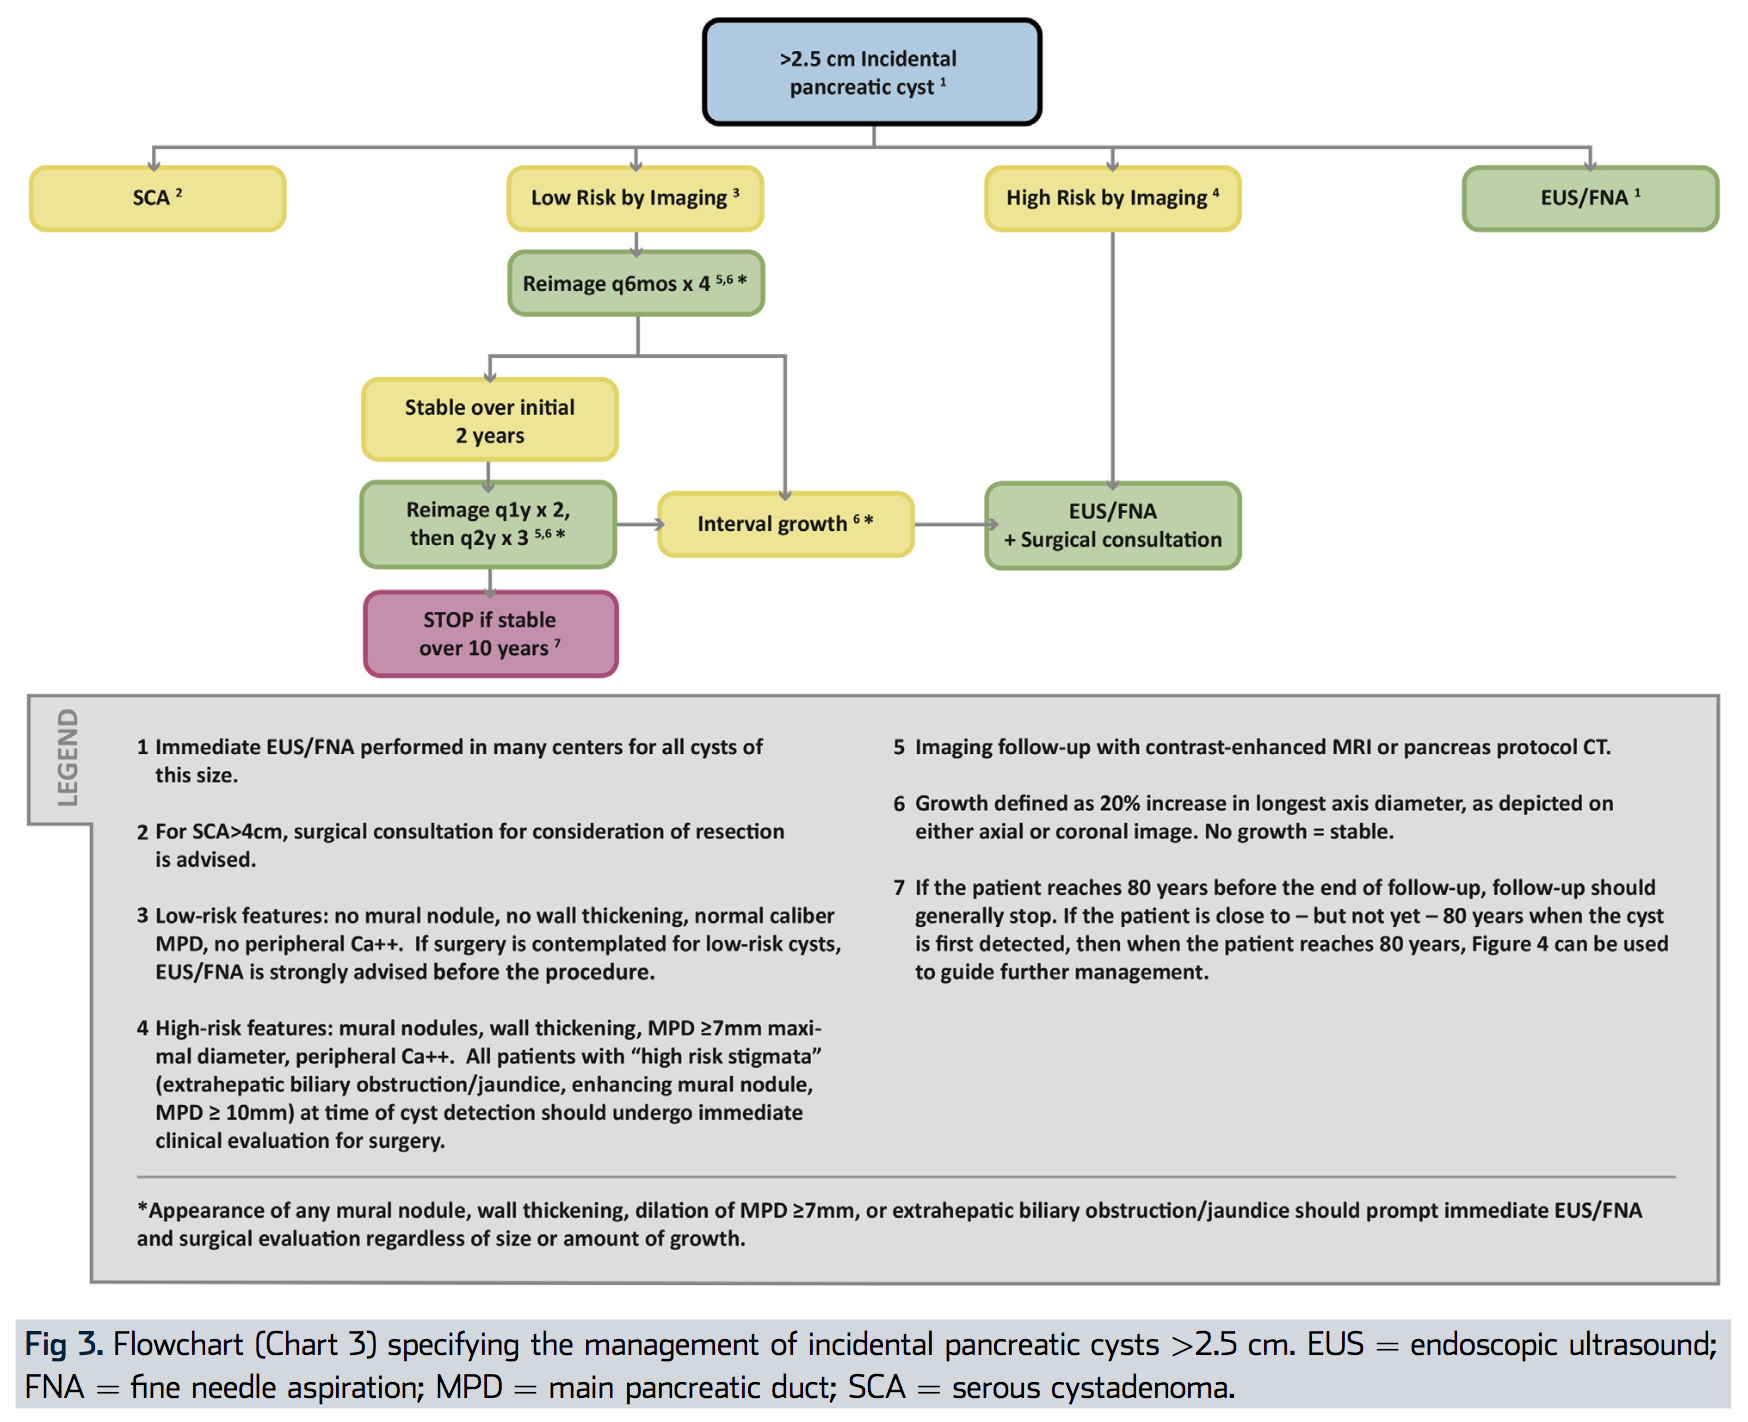 >2.5 cm Incidental
pancreatic cyst 1
SCA 2
Low Risk by Imaging 3
High Risk by Imaging 4
EUS/FNA 1
Reimage q6mos x 4 5,6 *
Stable over initial
2 years
Reimage q1y x 2,
then q2y x 3 5,6 *
Interval growth 6 *
EUS/FNA
+ Surgical consultation
STOP if stable
over 10 years 7
LEGEND
1 Immediate EUS/FNA performed in many centers for all cysts of
this size.
2 For SCA>4cm, surgical consultation for consideration of resection
is advised.
3 Low-risk features: no mural nodule, no wall thickening, normal caliber
MPD, no peripheral Ca++. If surgery is contemplated for low-risk cysts,
EUS/FNA is strongly advised before the procedure.
4 High-risk features: mural nodules, wall thickening, MPD ≥7mm maxi-
mal diameter, peripheral Ca++. All patients with “high risk stigmata”
(extrahepatic biliary obstruction/jaundice, enhancing mural nodule,
MPD ≥ 10mm) at time of cyst detection should undergo immediate
clinical evaluation for surgery.
5 Imaging follow-up with contrast-enhanced MRI or pancreas protocol CT.
6 Growth defined as 20% increase in longest axis diameter, as depicted on
either axial or coronal image. No growth = stable.
7 If the patient reaches 80 years before the end of follow-up, follow-up should
generally stop. If the patient is close to – but not yet – 80 years when the cyst
is first detected, then when the patient reaches 80 years, Figure 4 can be used
to guide further management.
*Appearance of any mural nodule, wall thickening, dilation of MPD ≥7mm, or extrahepatic biliary obstruction/jaundice should prompt immediate EUS/FNA
and surgical evaluation regardless of size or amount of growth.
Fig 3. Flowchart (Chart 3) specifying the management of incidental pancreatic cysts >2.5 cm. EUS = endoscopic ultrasound;
FNA = fine needle aspiration; MPD = main pancreatic duct; SCA = serous cystadenoma.